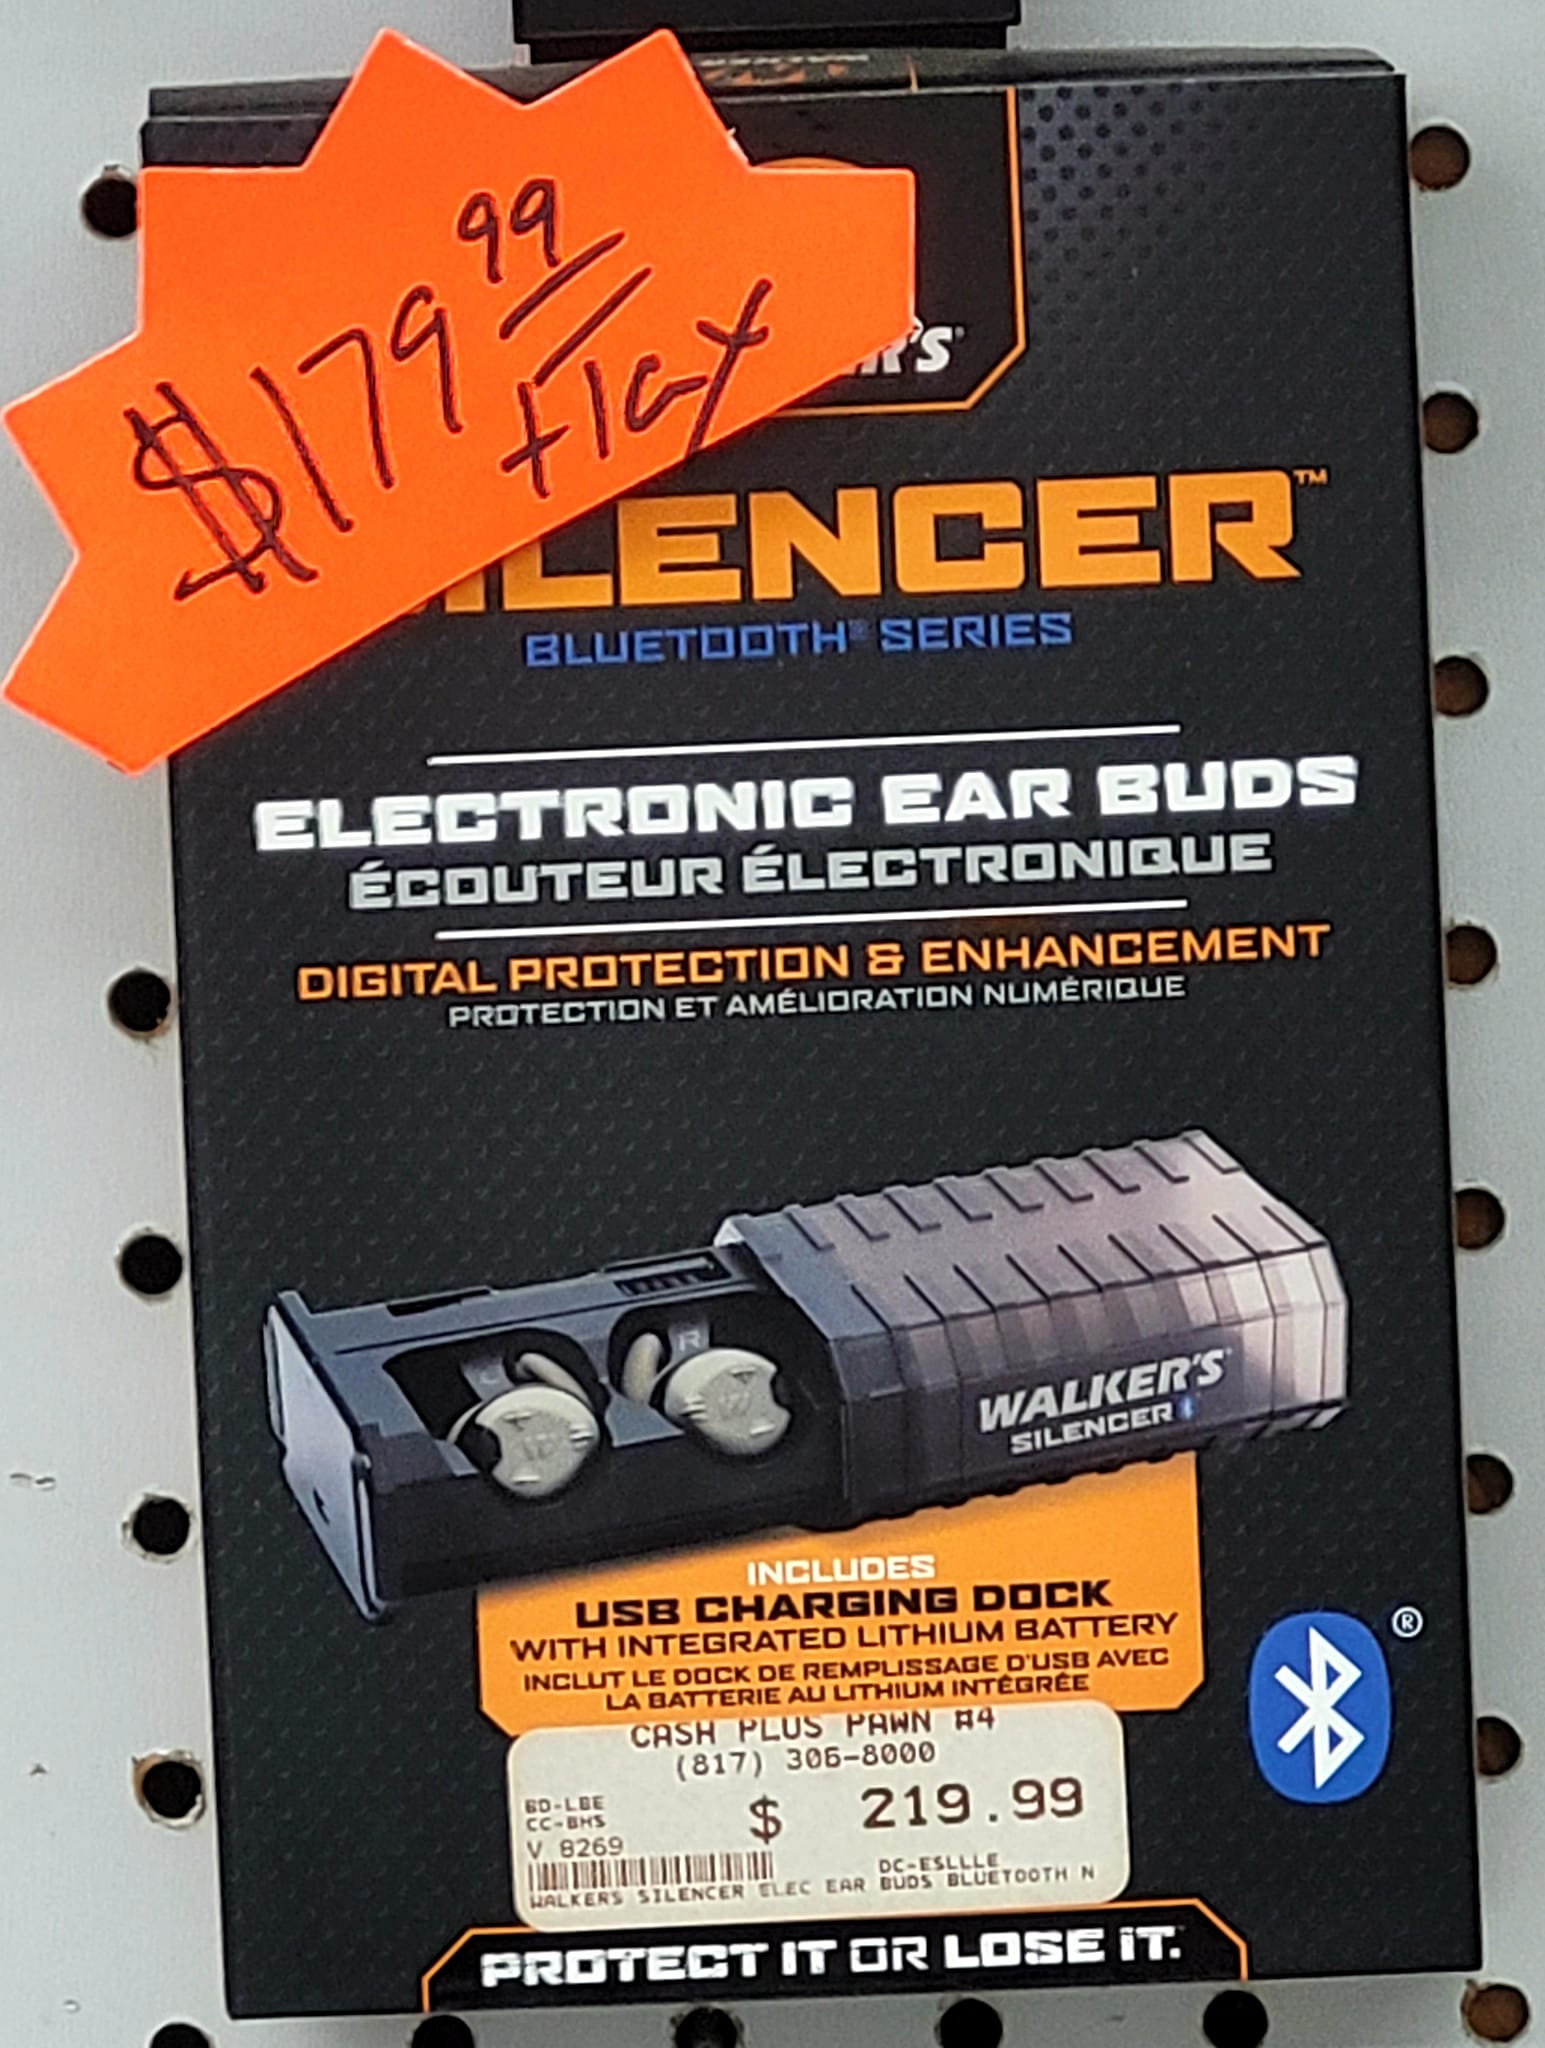 $179 99
+TAX
SILENCER™
BLUETOOTH® SERIES
ELECTRONIC EAR BUDS
ÉCOUTEUR ÉLECTRONIQUE
DIGITAL PROTECTION & ENHANCEMENT
PROTECTION ET AMÉLIORATION NUMÉRIQUE
L R
WALKER'S
SILENCER
INCLUDES
USB CHARGING DOCK
WITH INTEGRATED LITHIUM BATTERY
INCLUT LE DOCK DE REMPLISSAGE D'USB AVEC
LA BATTERIE AU LITHIUM INTÉGRÉE
®
CASH PLUS PAWN #4
(817) 306-8000
GD-LBE
CC-BHS
$ 219.99
V 8269
DC-ESLLLE
WALKERS SILENCER ELEC EAR BUDS BLUETOOTH N
PROTECT IT OR LOSE IT.